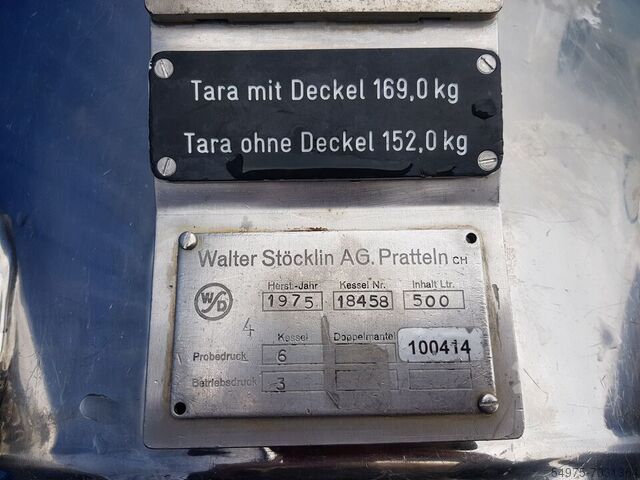 Tara mit Deckel 169,0 kg
Tara ohne Deckel 152,0 kg
Walter Stöcklin AG. Pratteln CH
Herst.-Jahr Kessel Nr. Inhalt Ltr.
1975 18458 500
4
Kessel Doppelmantel
Probedruck 6 100414
Betriebsdruck 3